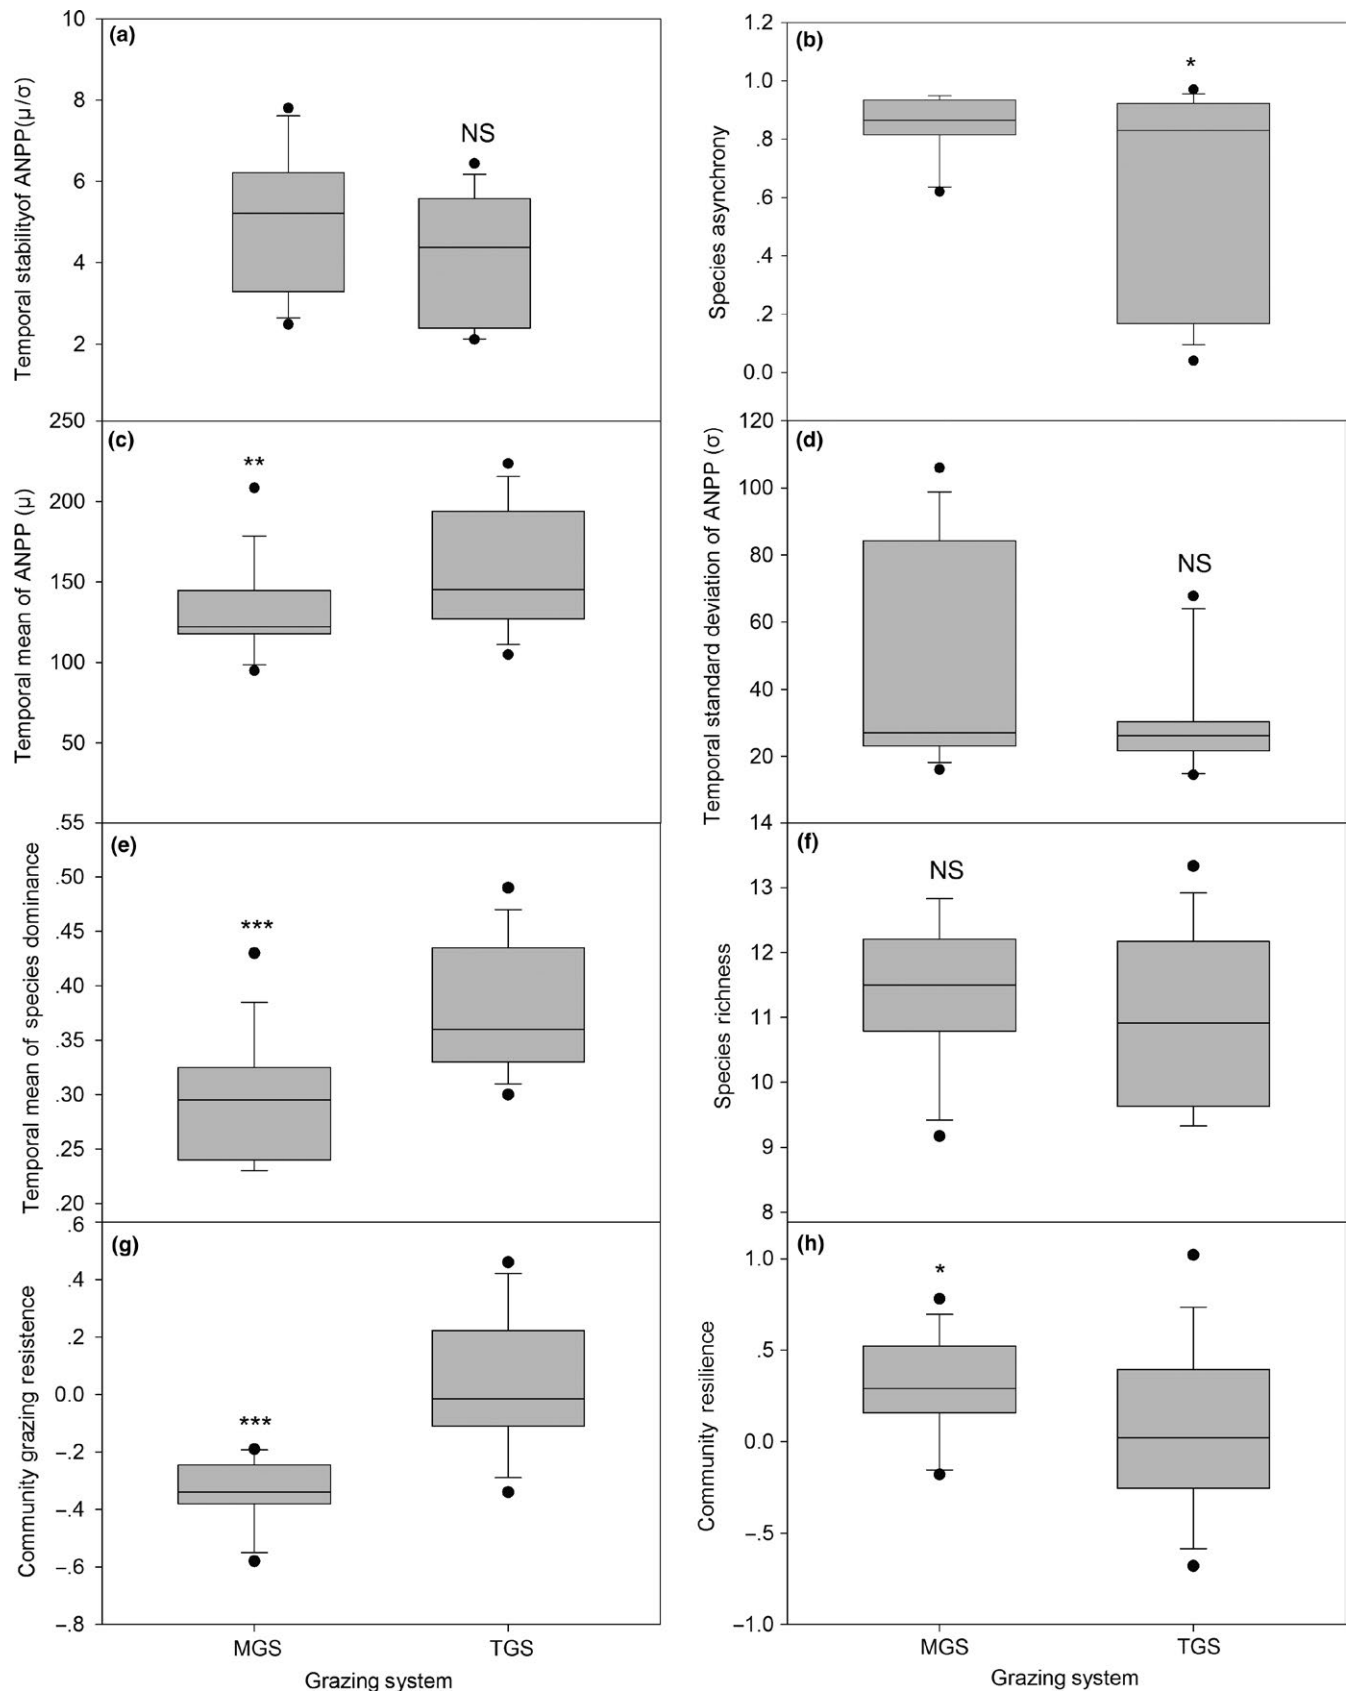 (a)
Temporal stabilityof ANPP(μ/σ)
10
8
6
4
2
NS
(b)
Species asynchrony
1.2
1.0
.8
.6
.4
.2
0.0
*
(c)
Temporal mean of ANPP (μ)
250
200
150
100
50
**
(d)
Temporal standard deviation of ANPP (σ)
120
100
80
60
40
20
NS
(e)
Temporal mean of species dominance
.55
.50
.45
.40
.35
.30
.25
.20
***
(f)
Species richness
14
13
12
11
10
9
8
NS
(g)
Community grazing resistence
.6
.4
.2
0.0
−.2
−.4
−.6
−.8
***
MGS
TGS
Grazing system
(h)
Community resilience
1.0
.5
0.0
−.5
−1.0
*
MGS
TGS
Grazing system